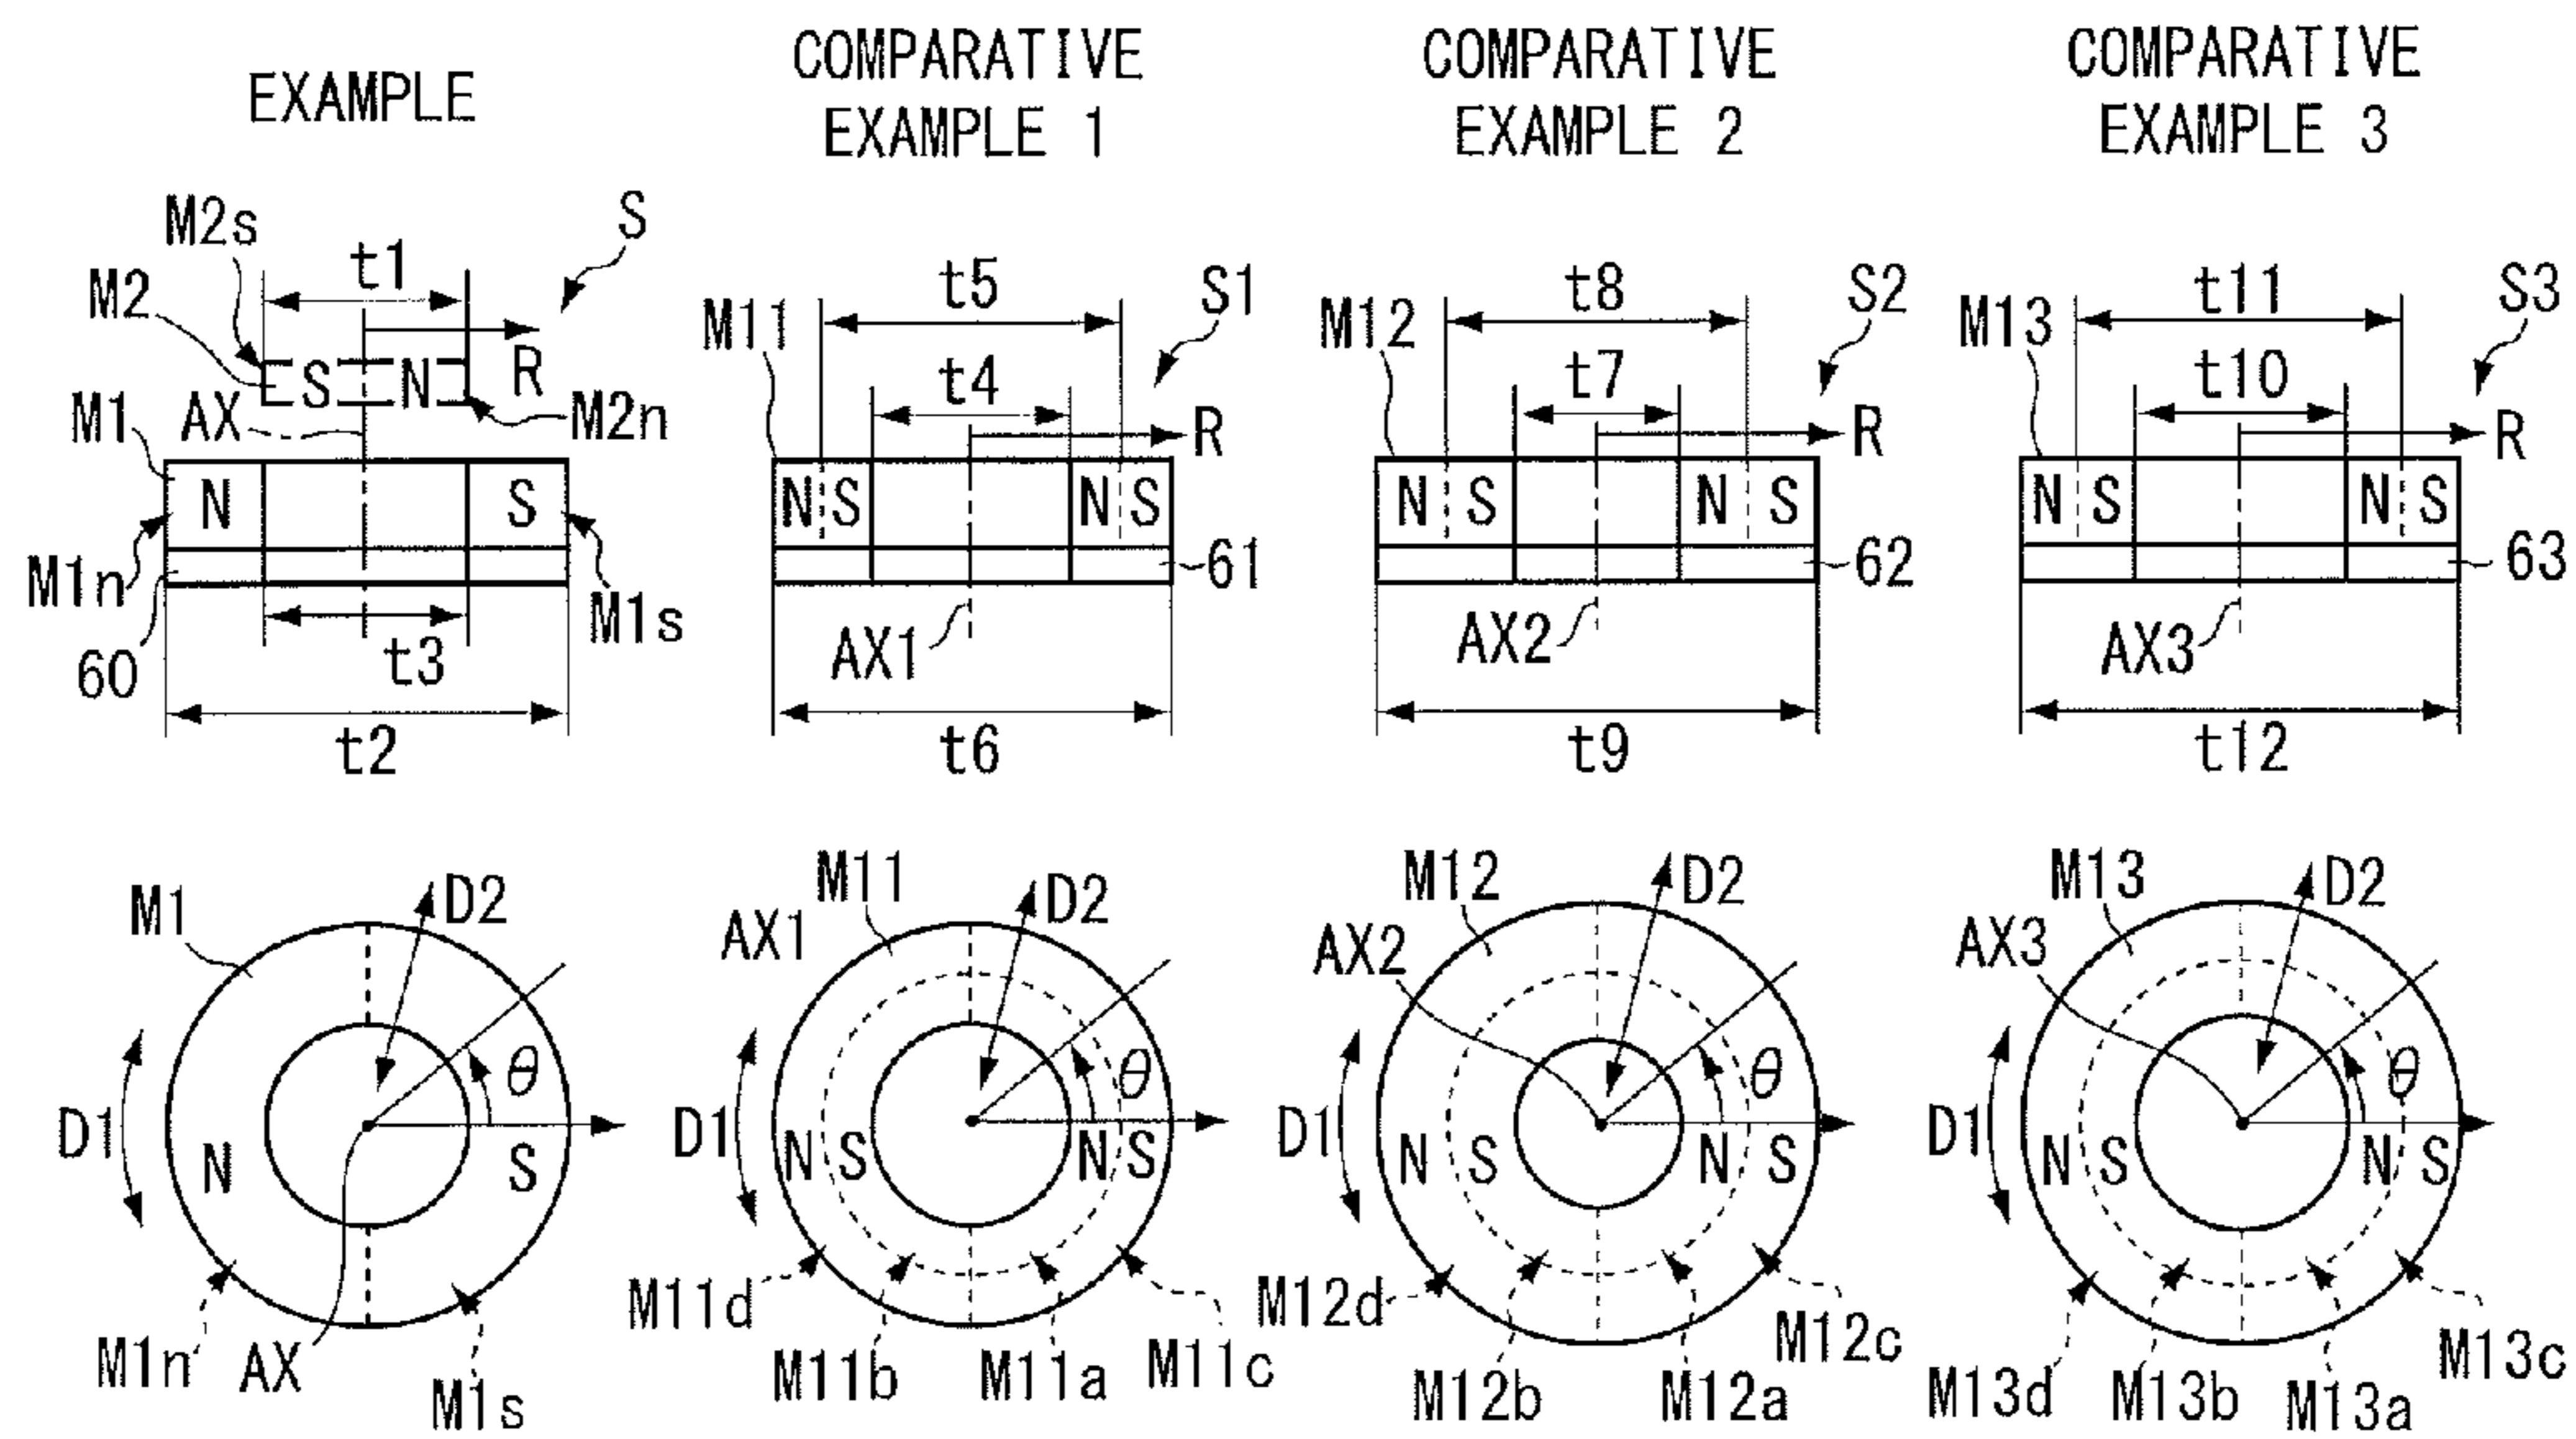 EXAMPLE
COMPARATIVE
EXAMPLE 1
COMPARATIVE
EXAMPLE 2
COMPARATIVE
EXAMPLE 3
M2s
S
t1
M2
S N
R
M2n
AX
M1
N S
M1n
M1s
60
t3
t2
t5
S1
M11
t4
R
N S N S
61
AX1
t6
t8
S2
M12
t7
R
N S N S
62
AX2
t9
t11
S3
M13
t10
R
N S N S
63
AX3
t12
M1
D2
θ
D1
N S
M1n
AX
M1s
M11
D2
AX1
θ
D1
N S N S
M11d
M11b
M11a
M11c
M12
D2
AX2
θ
D1
N S N S
M12d
M12b
M12a
M12c
M13
D2
AX3
θ
D1
N S N S
M13d
M13b
M13a
M13c